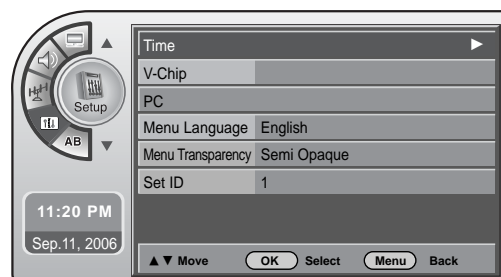 Setup
AB
11:20 PM
Sep.11, 2006
Time
V-Chip
PC
Menu Language English
Menu Transparency Semi Opaque
Set ID 1
▲ ▼ Move OK Select Menu Back